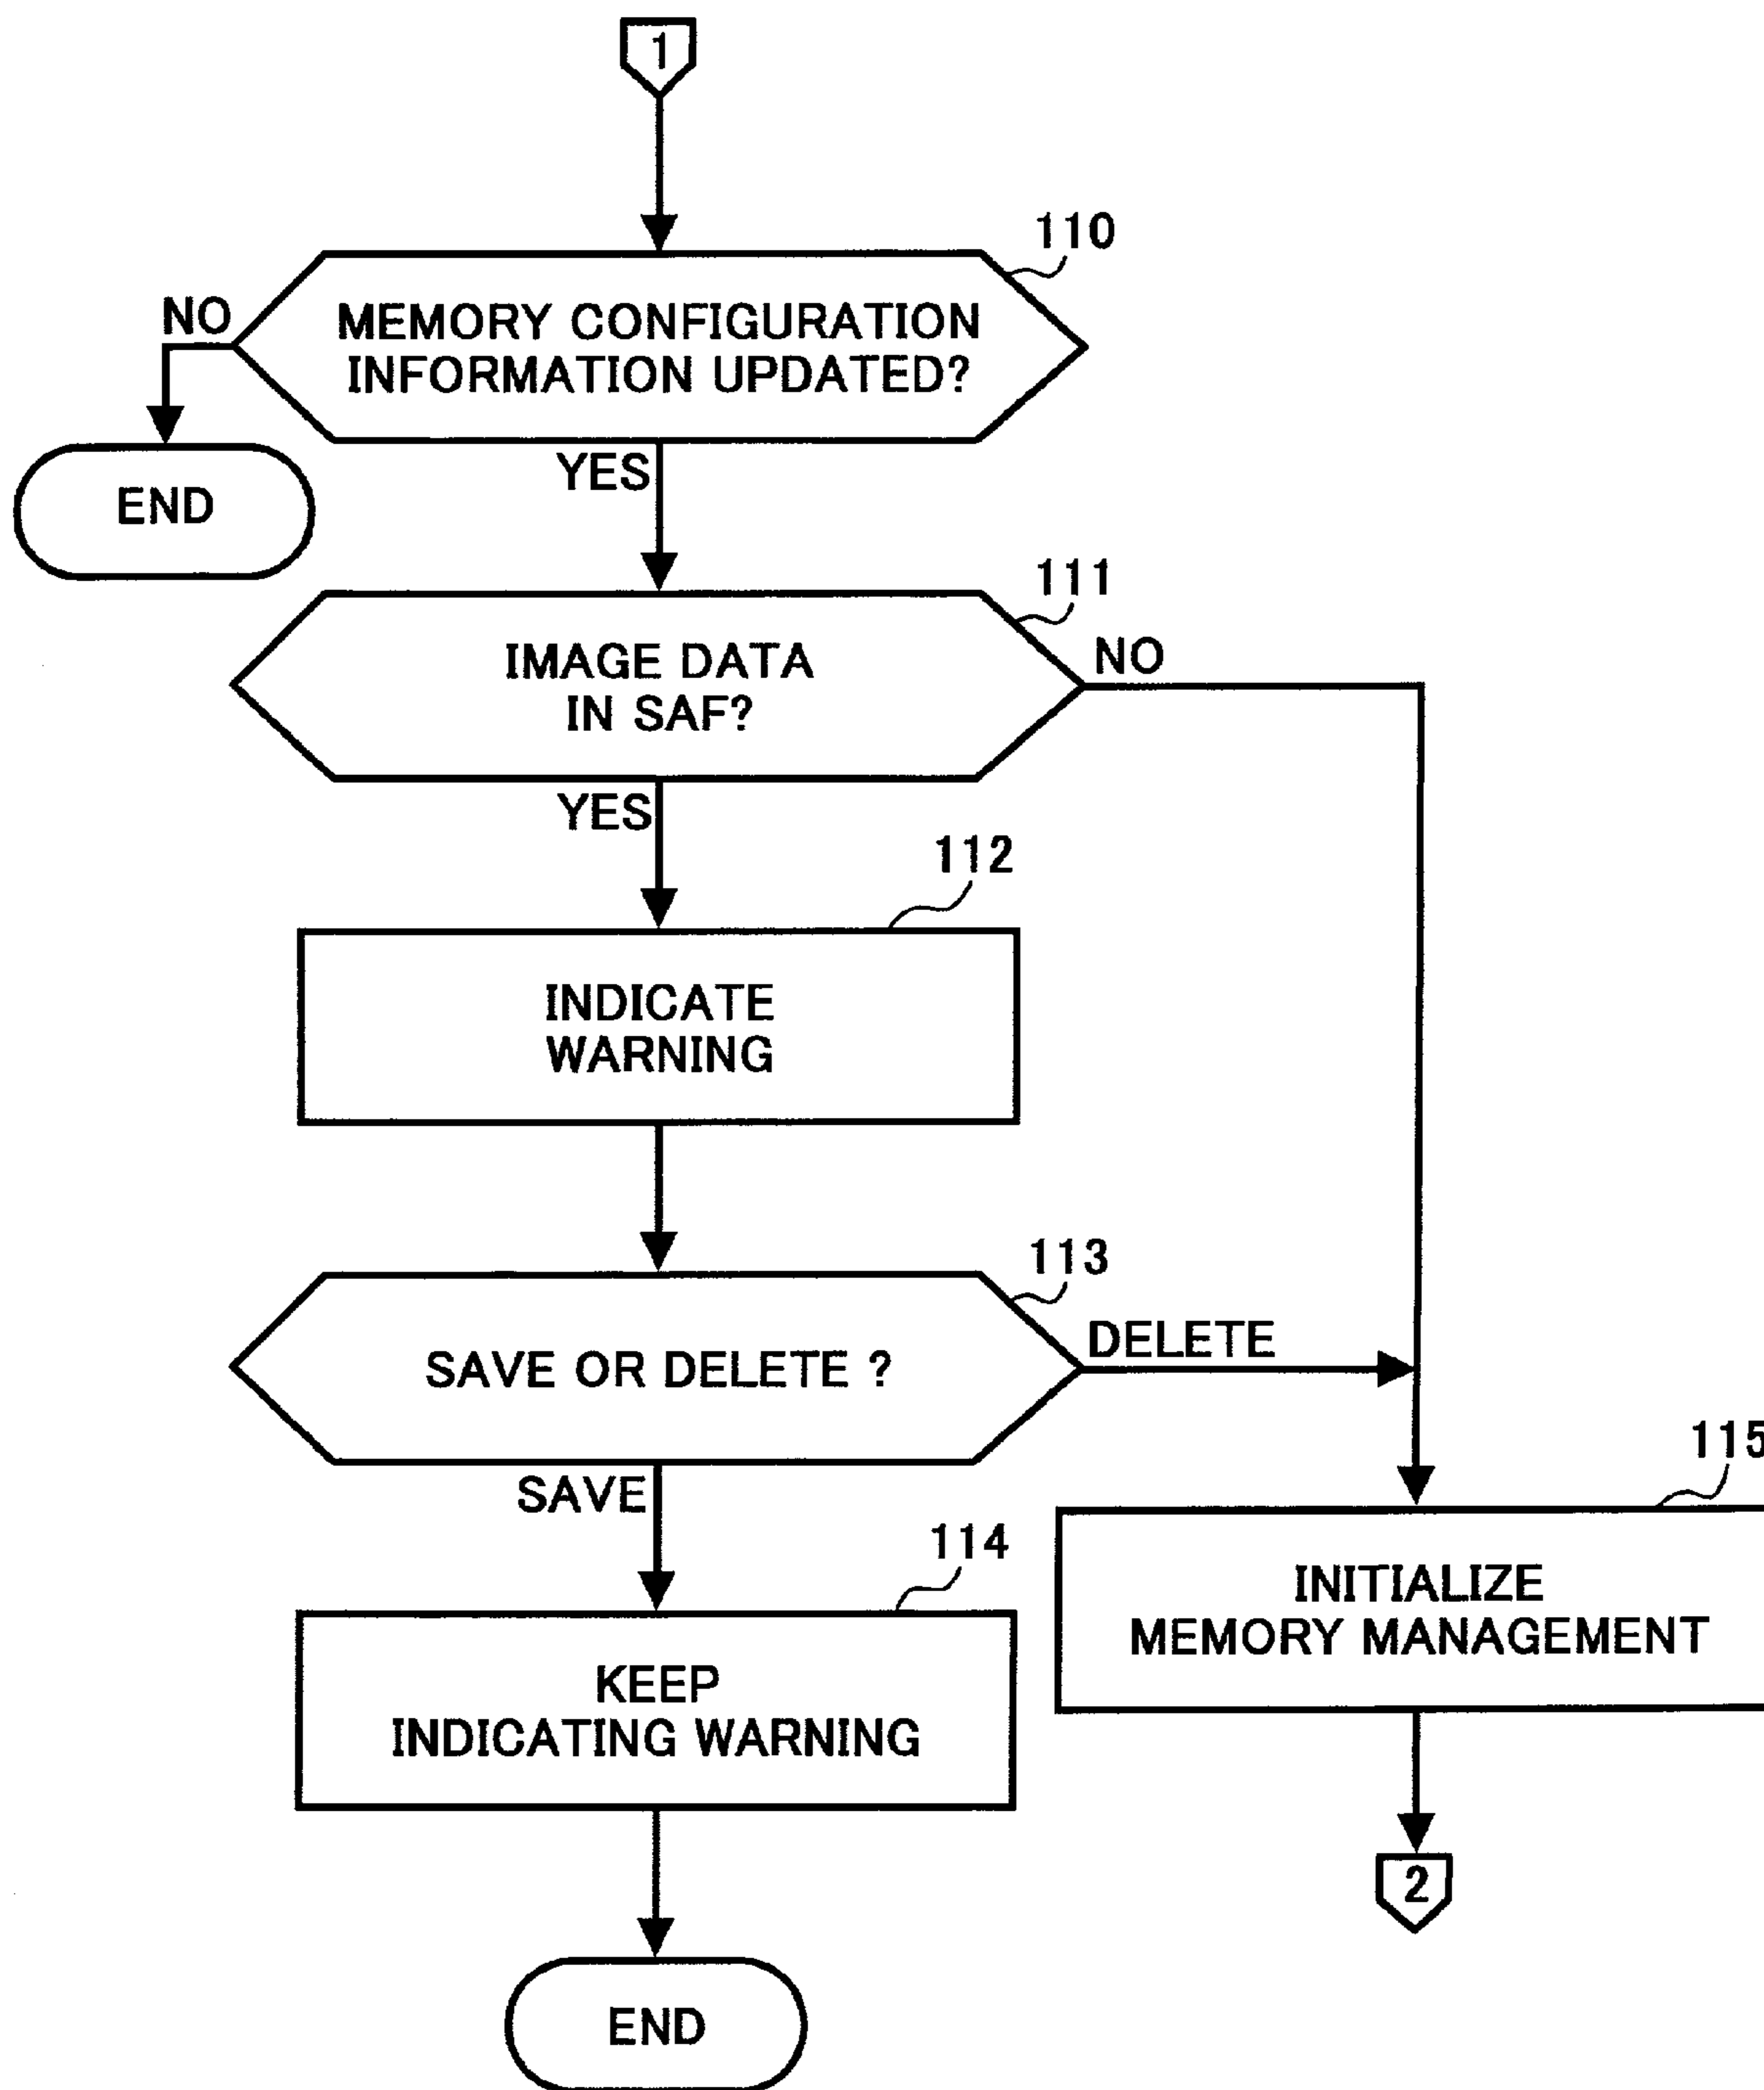 1
110
NO
MEMORY CONFIGURATION
INFORMATION UPDATED?
YES
END
111
IMAGE DATA
IN SAF?
NO
YES
112
INDICATE
WARNING
113
SAVE OR DELETE ?
DELETE
SAVE
115
114
INITIALIZE
MEMORY MANAGEMENT
KEEP
INDICATING WARNING
2
END